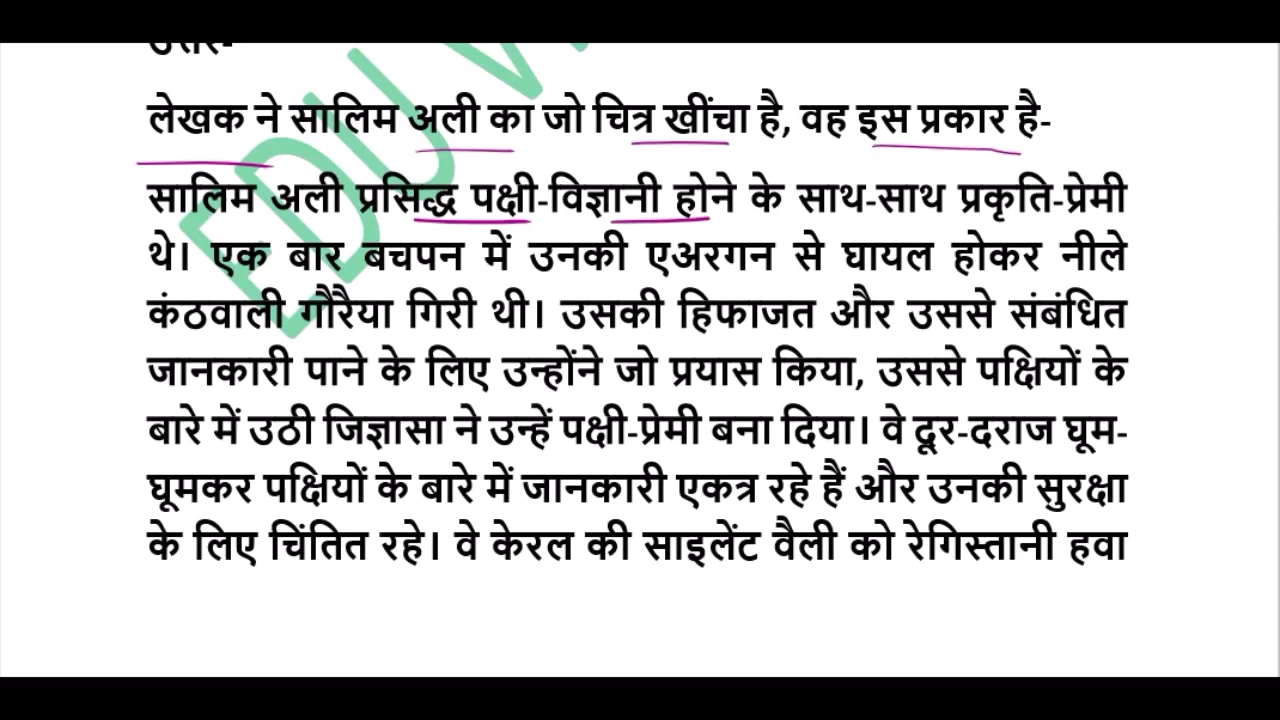 उत्तर-
लेखक ने सालिम अली का जो चित्र खींचा है, वह इस प्रकार है-
सालिम अली प्रसिद्ध पक्षी-विज्ञानी होने के साथ-साथ प्रकृति-प्रेमी
थे। एक बार बचपन में उनकी एअरगन से घायल होकर नीले
कंठवाली गौरैया गिरी थी। उसकी हिफाजत और उससे संबंधित
जानकारी पाने के लिए उन्होंने जो प्रयास किया, उससे पक्षियों के
बारे में उठी जिज्ञासा ने उन्हें पक्षी-प्रेमी बना दिया। वे दूर-दराज घूम-
घूमकर पक्षियों के बारे में जानकारी एकत्र रहे हैं और उनकी सुरक्षा
के लिए चिंतित रहे। वे केरल की साइलेंट वैली को रेगिस्तानी हवा